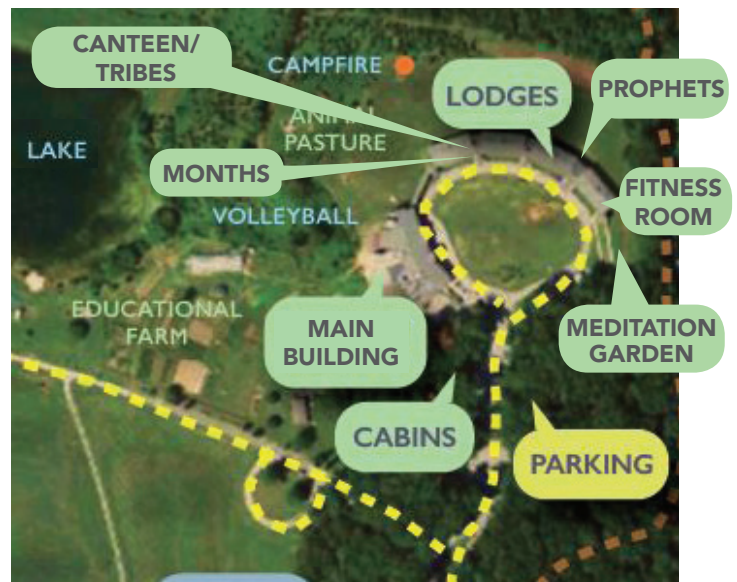 CANTEEN/
TRIBES
CAMPFIRE
LODGES
PROPHETS
ANIMAL
PASTURE
LAKE
MONTHS
FITNESS
ROOM
VOLLEYBALL
EDUCATIONAL
FARM
MAIN
BUILDING
MEDITATION
GARDEN
CABINS
PARKING